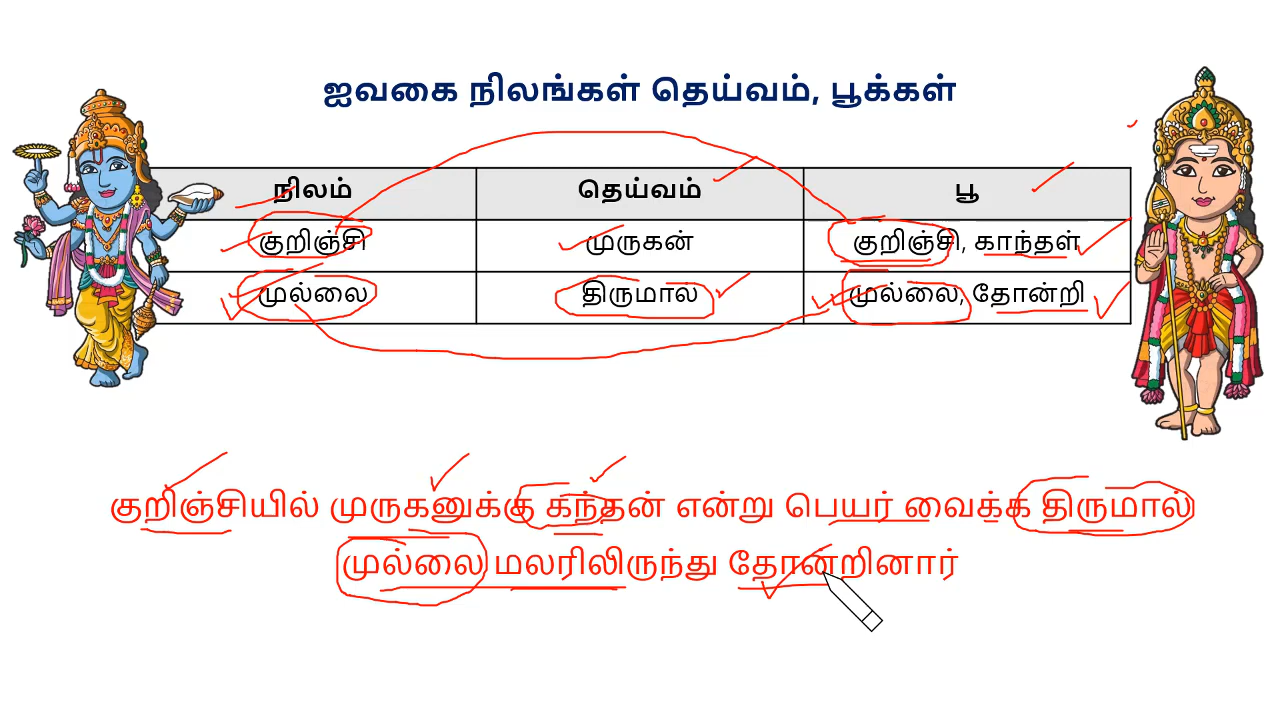 ஐவகை நிலங்கள் தெய்வம், பூக்கள்
நிலம் தெய்வம் பூ
குறிஞ்சி முருகன் குறிஞ்சி, காந்தள்
முல்லை திருமால் முல்லை, தோன்றி
குறிஞ்சியில் முருகனுக்கு கந்தன் என்று பெயர் வைக்க திருமால்
முல்லை மலரிலிருந்து தோன்றினார்